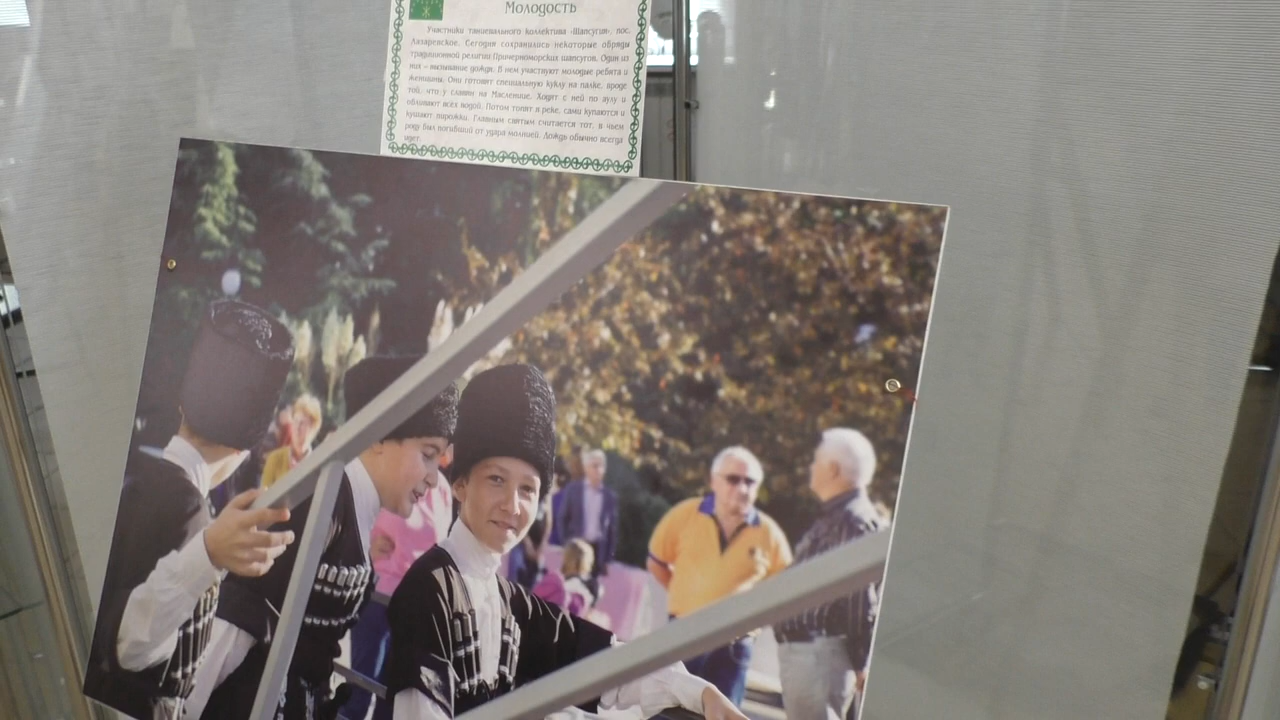 Молодость
Участники танцевального коллектива «Шапсугия», пос.
Лазаревское. Сегодня сохранились некоторые обряды
традиционной религии Причерноморских шапсугов. Один из
них – вызывание дождя. В нем участвуют молодые ребята и
женщины. Они готовят специальную куклу на палке, вроде
той, что у славян на Масленице. Ходят с ней по аулу и
обливают всех водой. Потом топят в реке, сами купаются и
кушают пирожки. Главным святым считается тот, в чьем
роду был погибший от удара молнией. Дождь обычно всегда
идет.